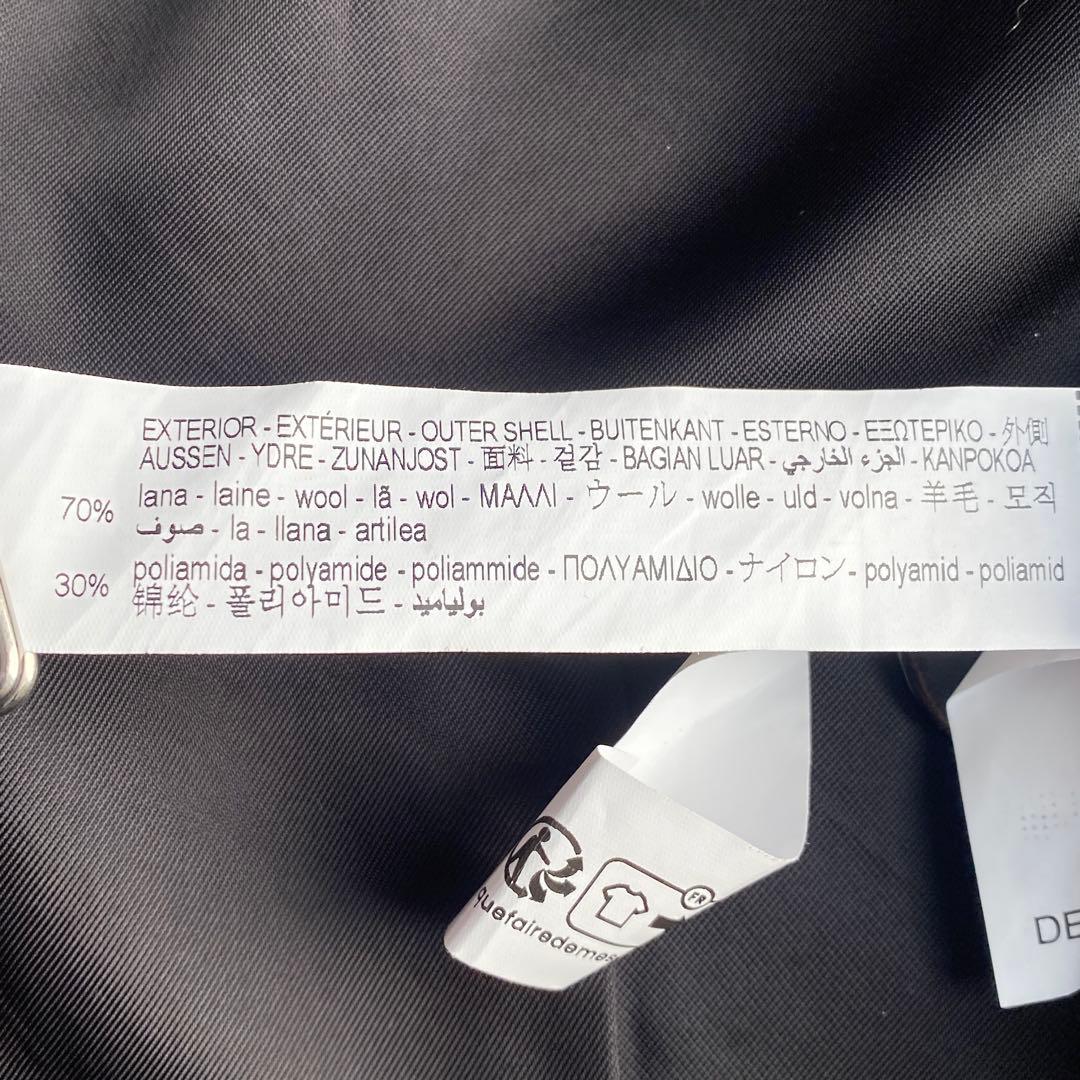 EXTERIOR - EXTÉRIEUR - OUTER SHELL - BUITENKANT - ESTERNO - ΕΞΩΤΕΡΙΚΟ - 外側
AUSSEN - YDRE - ZUNANJOST - 面料 - 겉감 - BAGIAN LUAR - الجزء الخارجي - KANPOKOA
70% lana - laine - wool - lã - wol - ΜΑΛΛΙ - ウール - wolle - uld - volna - 羊毛 - 모직
صوف - la - llana - artilea
30% poliamida - polyamide - poliammide - ΠΟΛΥΑΜΙΔΙΟ - ナイロン - polyamid - poliamid
锦纶 - 폴리아미드 - بولياميد
FR
quefairedemes
DE